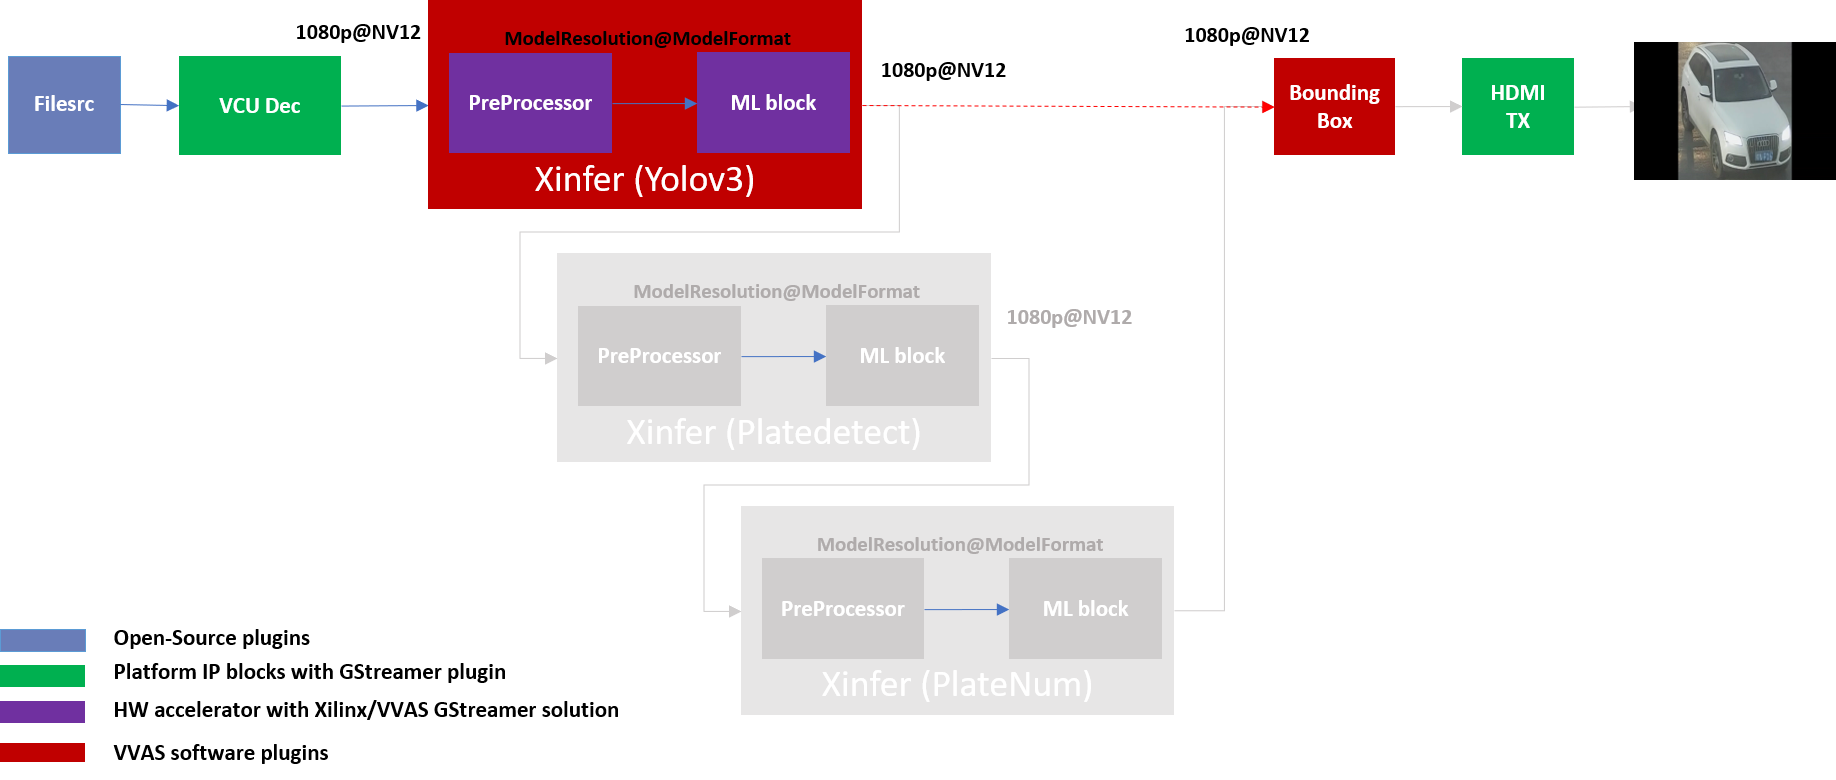 1080p@NV12
ModelResolution@ModelFormat
1080p@NV12
1080p@NV12
Filesrc
VCU Dec
PreProcessor
ML block
Bounding
Box
HDMI
TX
Xinfer (Yolov3)
ModelResolution@ModelFormat
1080p@NV12
PreProcessor
ML block
Xinfer (Platedetect)
ModelResolution@ModelFormat
PreProcessor
ML block
Xinfer (PlateNum)
Open-Source plugins
Platform IP blocks with GStreamer plugin
HW accelerator with Xilinx/VVAS GStreamer solution
VVAS software plugins